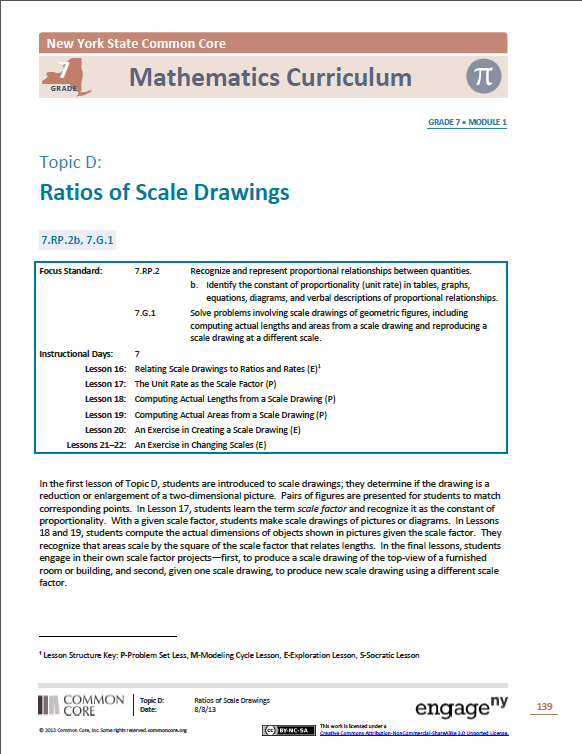 New York State Common Core
7
GRADE
Mathematics Curriculum
π
GRADE 7 • MODULE 1
Topic D:
Ratios of Scale Drawings
7.RP.2b, 7.G.1
Focus Standard: 7.RP.2 Recognize and represent proportional relationships between quantities.
b. Identify the constant of proportionality (unit rate) in tables, graphs,
equations, diagrams, and verbal descriptions of proportional relationships.
7.G.1 Solve problems involving scale drawings of geometric figures, including
computing actual lengths and areas from a scale drawing and reproducing a
scale drawing at a different scale.
Instructional Days: 7
Lesson 16: Relating Scale Drawings to Ratios and Rates (E)¹
Lesson 17: The Unit Rate as the Scale Factor (P)
Lesson 18: Computing Actual Lengths from a Scale Drawing (P)
Lesson 19: Computing Actual Areas from a Scale Drawing (P)
Lesson 20: An Exercise in Creating a Scale Drawing (E)
Lessons 21–22: An Exercise in Changing Scales (E)
In the first lesson of Topic D, students are introduced to scale drawings; they determine if the drawing is a
reduction or enlargement of a two-dimensional picture. Pairs of figures are presented for students to match
corresponding points. In Lesson 17, students learn the term scale factor and recognize it as the constant of
proportionality. With a given scale factor, students make scale drawings of pictures or diagrams. In Lessons
18 and 19, students compute the actual dimensions of objects shown in pictures given the scale factor. They
recognize that areas scale by the square of the scale factor that relates lengths. In the final lessons, students
engage in their own scale factor projects—first, to produce a scale drawing of the top-view of a furnished
room or building, and second, given one scale drawing, to produce new scale drawing using a different scale
factor.
¹ Lesson Structure Key: P-Problem Set Less, M-Modeling Cycle Lesson, E-Exploration Lesson, S-Socratic Lesson
COMMON
CORE
Topic D: Ratios of Scale Drawings
Date: 8/8/13
engage ny
139
© 2013 Common Core, Inc. Some rights reserved. commoncore.org
CC BY-NC-SA
This work is licensed under a
Creative Commons Attribution-NonCommercial-ShareAlike 3.0 Unported License.